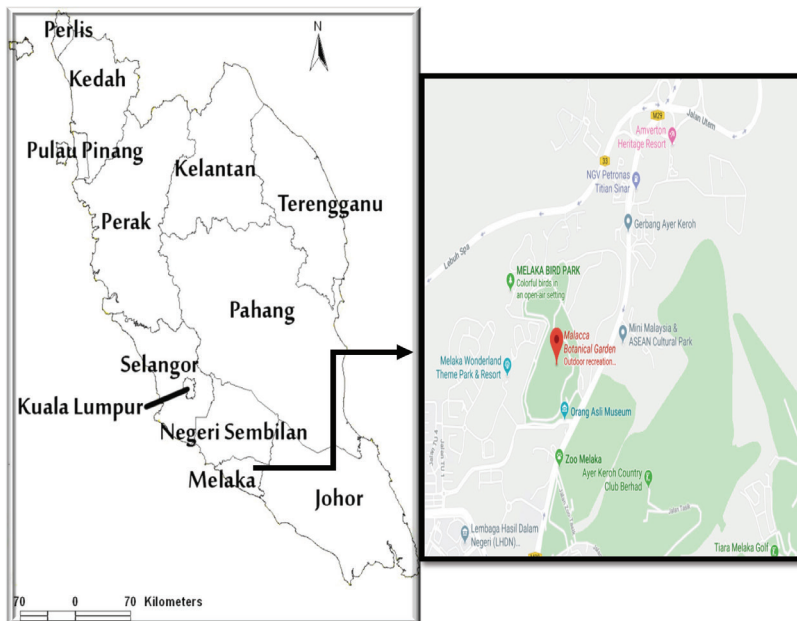 Perlis
Kedah
Pulau Pinang
Kelantan
Terengganu
Perak
Pahang
Selangor
Kuala Lumpur
Negeri Sembilan
Melaka
Johor
N
70 0 70 Kilometers
M29
Jalan Utem
Amverton
Heritage Resort
33
NGV Petronas
Titian Sinar
Gerbang Ayer Keroh
Lebuh Spa
MELAKA BIRD PARK
Colorful birds in
an open-air setting
Malacca
Botanical Garden
Outdoor recreation...
Mini Malaysia &
ASEAN Cultural Park
Melaka Wonderland
Theme Park & Resort
Orang Asli Museum
Zoo Melaka
Ayer Keroh Country
Club Berhad
Jalan Tasik
Lembaga Hasil Dalam
Negeri (LHDN)...
Tiara Melaka Golf